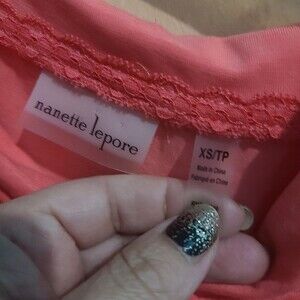 nanette lepore
XS/TP
Made in China
Fabriqué en Chine